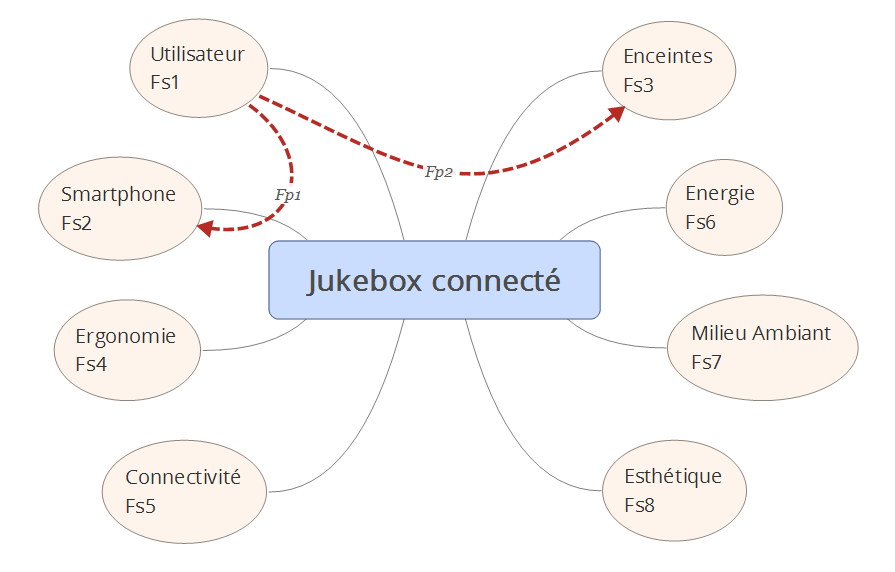 Utilisateur
Fs1
Enceintes
Fs3
Fp2
Smartphone
Fs2
Fp1
Energie
Fs6
Jukebox connecté
Ergonomie
Fs4
Milieu Ambiant
Fs7
Connectivité
Fs5
Esthétique
Fs8